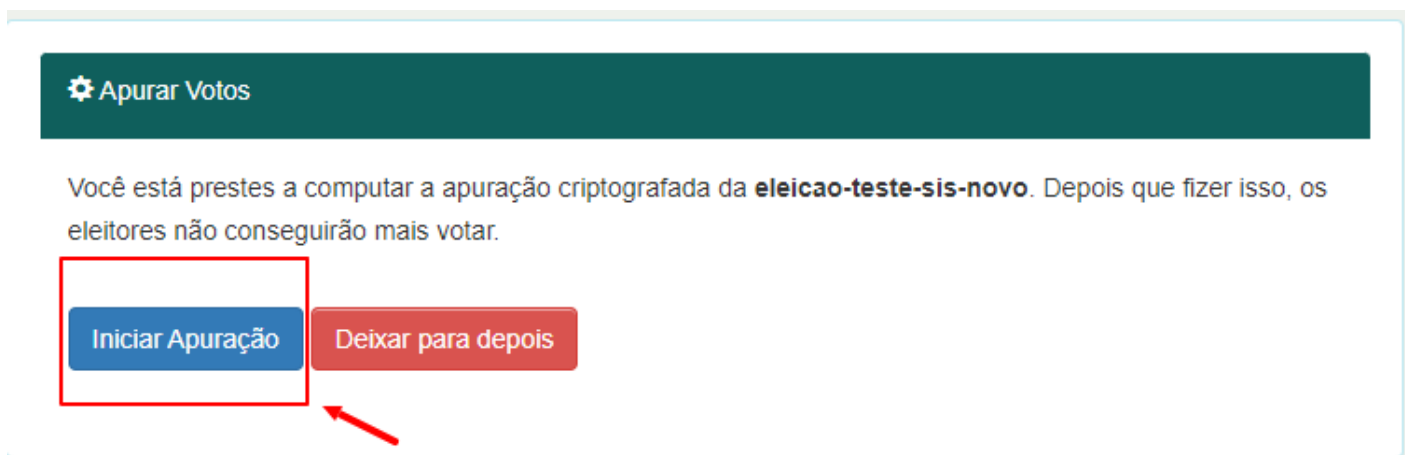 Apurar Votos
Você está prestes a computar a apuração criptografada da eleicao-teste-sis-novo. Depois que fizer isso, os
eleitores não conseguirão mais votar.
Iniciar Apuração Deixar para depois